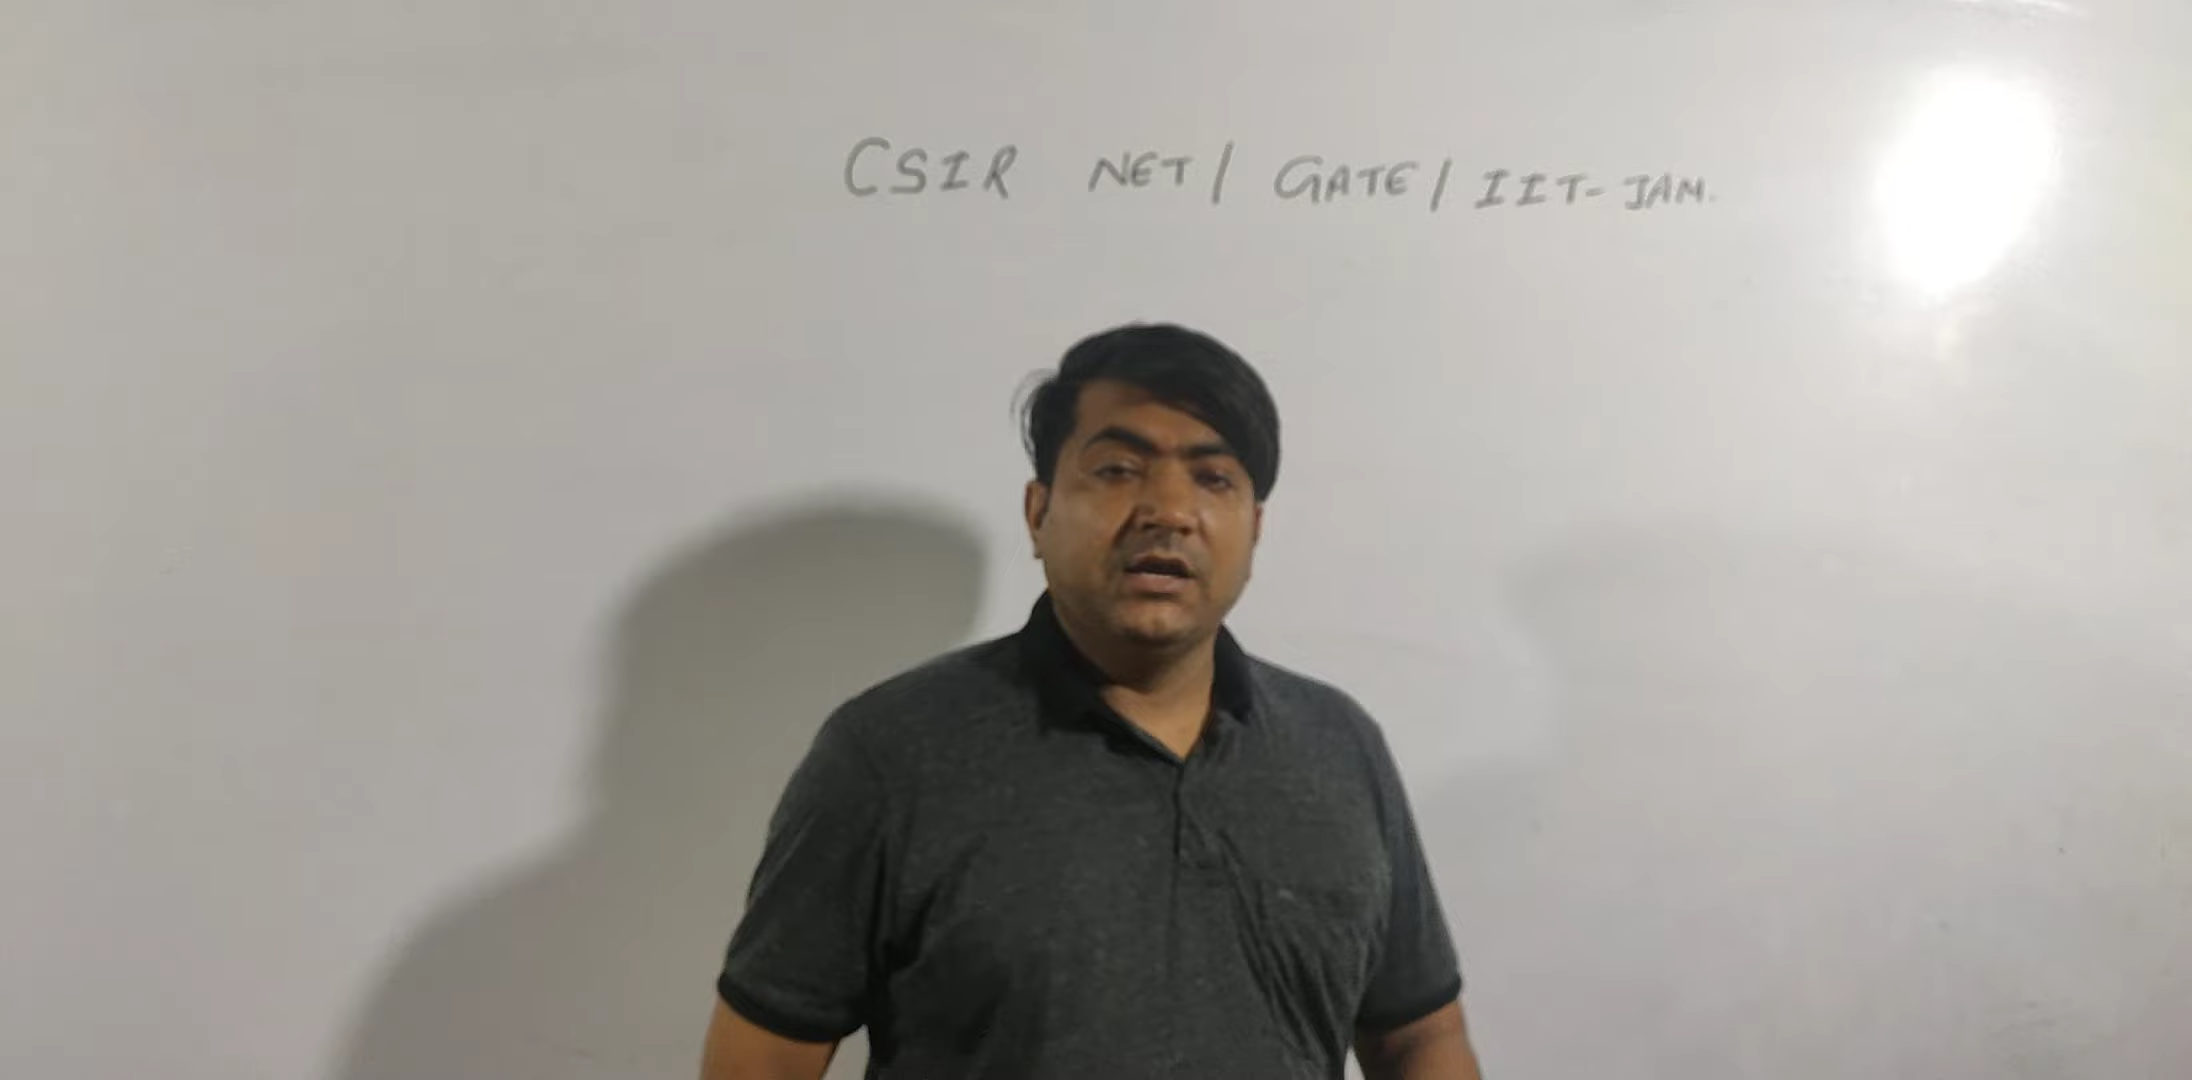 CSIR NET / GATE / IIT-JAM.